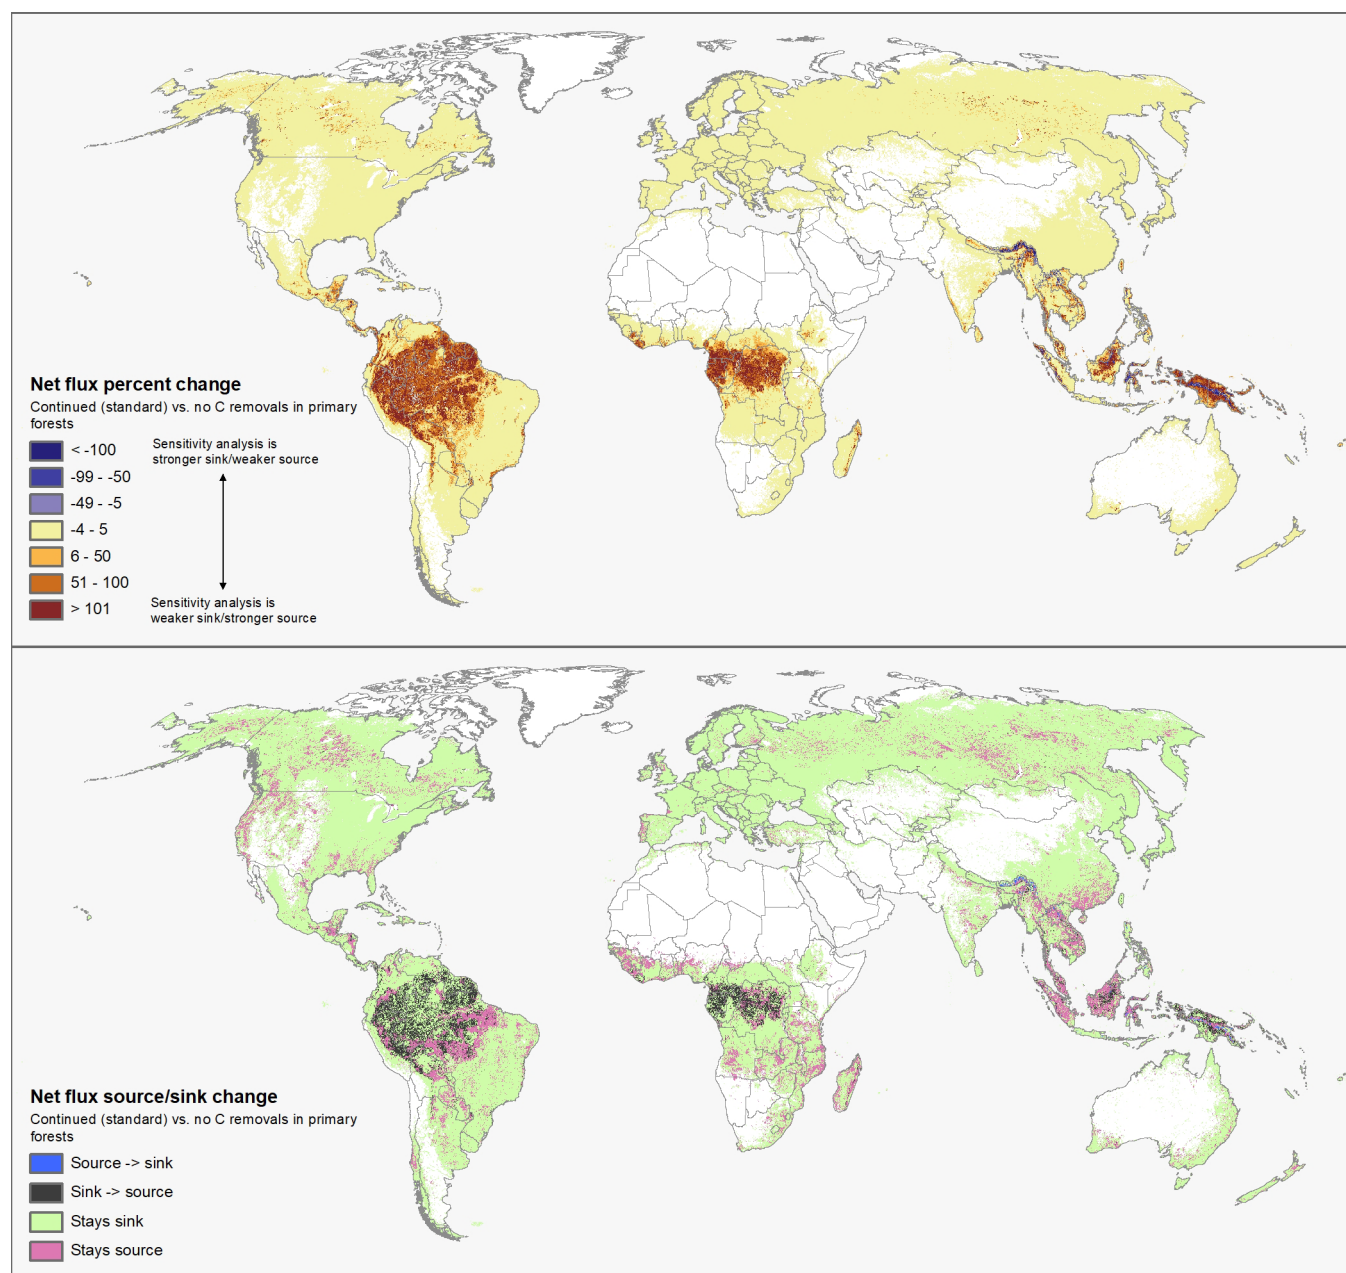 Net flux percent change
Continued (standard) vs. no C removals in primary
forests
< -100
-99 - -50
-49 - -5
-4 - 5
6 - 50
51 - 100
> 101
Sensitivity analysis is
stronger sink/weaker source
Sensitivity analysis is
weaker sink/stronger source
Net flux source/sink change
Continued (standard) vs. no C removals in primary
forests
Source -> sink
Sink -> source
Stays sink
Stays source